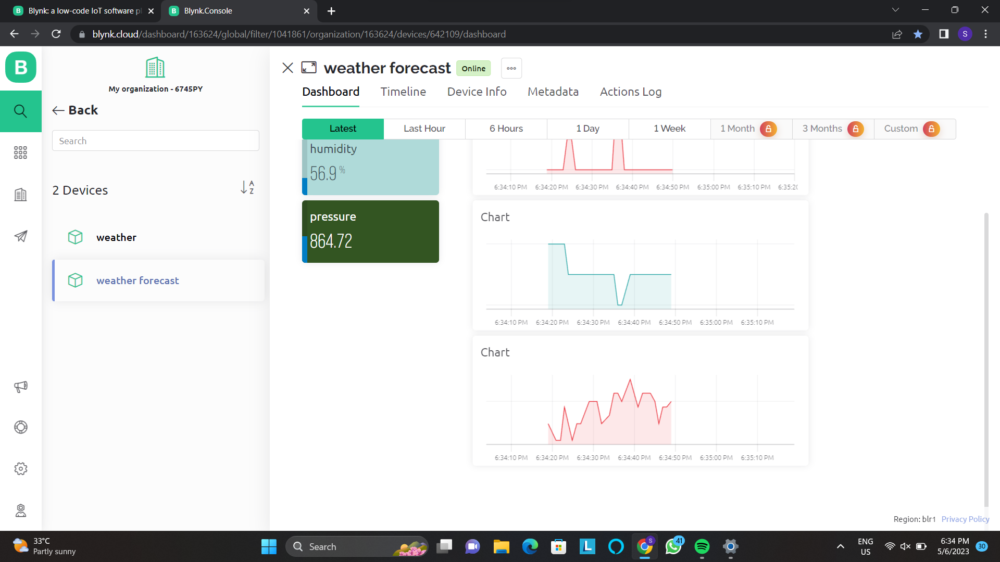 Blynk: a low-code IoT software pl
Blynk.Console
blynk.cloud/dashboard/163624/global/filter/1041861/organization/163624/devices/642109/dashboard
S
B
My organization - 6745PY
Back
Search
2 Devices
A
Z
weather
weather forecast
weather forecast
Online
Dashboard
Timeline
Device Info
Metadata
Actions Log
Latest
Last Hour
6 Hours
1 Day
1 Week
1 Month
3 Months
Custom
humidity
56.9 %
pressure
864.72
6:34:10 PM 6:34:20 PM 6:34:30 PM 6:34:40 PM 6:34:50 PM 6:35:00 PM 6:35:10 PM 6:35:20
Chart
6:34:10 PM 6:34:20 PM 6:34:30 PM 6:34:40 PM 6:34:50 PM 6:35:00 PM 6:35:10 PM
Chart
6:34:10 PM 6:34:20 PM 6:34:30 PM 6:34:40 PM 6:34:50 PM 6:35:00 PM 6:35:10 PM
Region: blr1 Privacy Policy
33°C
Partly sunny
Search
L
S
41
ENG
US
6:34 PM
5/6/2023
30